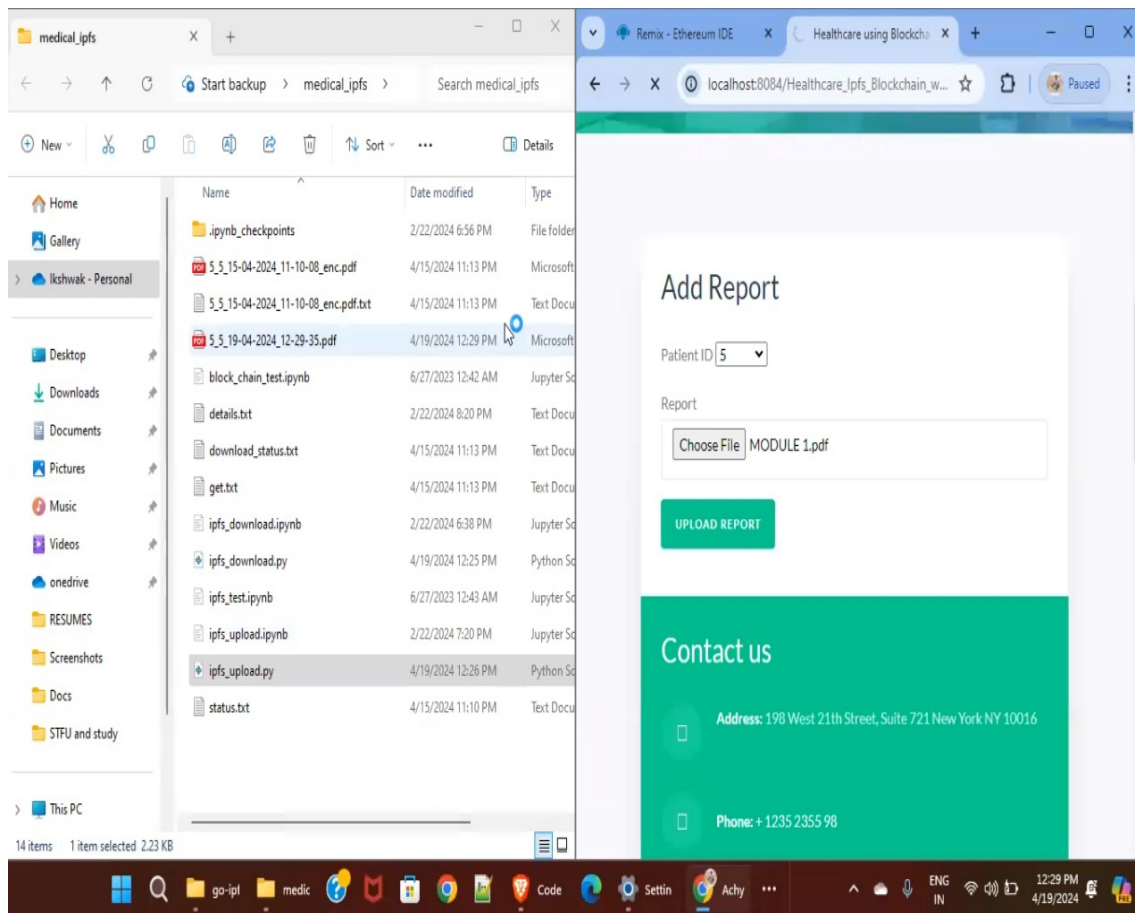 medical_ipfs
Start backup > medical_ipfs >
Search medical_ipfs
New
Sort
Details
Home
Gallery
Ikshwak - Personal
Desktop
Downloads
Documents
Pictures
Music
Videos
onedrive
RESUMES
Screenshots
Docs
STFU and study
This PC
Name Date modified Type
.ipynb_checkpoints 2/22/2024 6:56 PM File folder
5_5_15-04-2024_11-10-08_enc.pdf 4/15/2024 11:13 PM Microsoft
5_5_15-04-2024_11-10-08_enc.pdf.txt 4/15/2024 11:13 PM Text Docu
5_5_19-04-2024_12-29-35.pdf 4/19/2024 12:29 PM Microsoft
block_chain_test.ipynb 6/27/2023 12:42 AM Jupyter Sc
details.txt 2/22/2024 8:20 PM Text Docu
download_status.txt 4/15/2024 11:13 PM Text Docu
get.txt 4/15/2024 11:13 PM Text Docu
ipfs_download.ipynb 2/22/2024 6:38 PM Jupyter Sc
ipfs_download.py 4/19/2024 12:25 PM Python Sc
ipfs_test.ipynb 6/27/2023 12:43 AM Jupyter Sc
ipfs_upload.ipynb 2/22/2024 7:20 PM Jupyter Sc
ipfs_upload.py 4/19/2024 12:26 PM Python Sc
status.txt 4/15/2024 11:10 PM Text Docu
14 items 1 item selected 2.23 KB
Remix - Ethereum IDE
Healthcare using Blockcha
localhost:8084/Healthcare_Ipfs_Blockchain_w...
Paused
Add Report
Patient ID 5
Report
Choose File MODULE 1.pdf
UPLOAD REPORT
Contact us
Address: 198 West 21th Street, Suite 721 New York NY 10016
Phone: + 1235 2355 98
go-ipf
medic
Code
Settin
Achy
ENG
IN
12:29 PM
4/19/2024
PRE